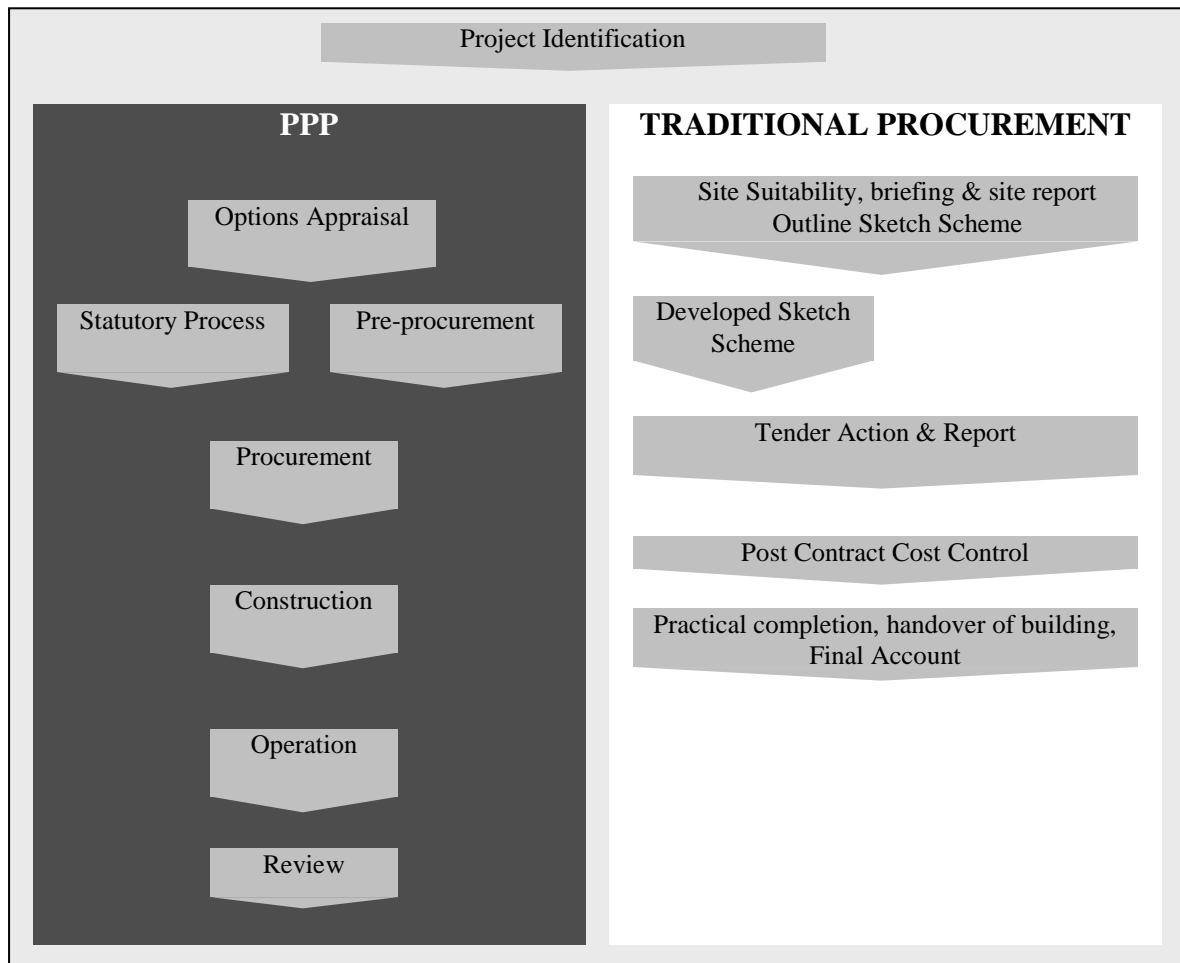 Project Identification
PPP
Options Appraisal
Statutory Process
Pre-procurement
Procurement
Construction
Operation
Review
TRADITIONAL PROCUREMENT
Site Suitability, briefing & site report
Outline Sketch Scheme
Developed Sketch
Scheme
Tender Action & Report
Post Contract Cost Control
Practical completion, handover of building,
Final Account